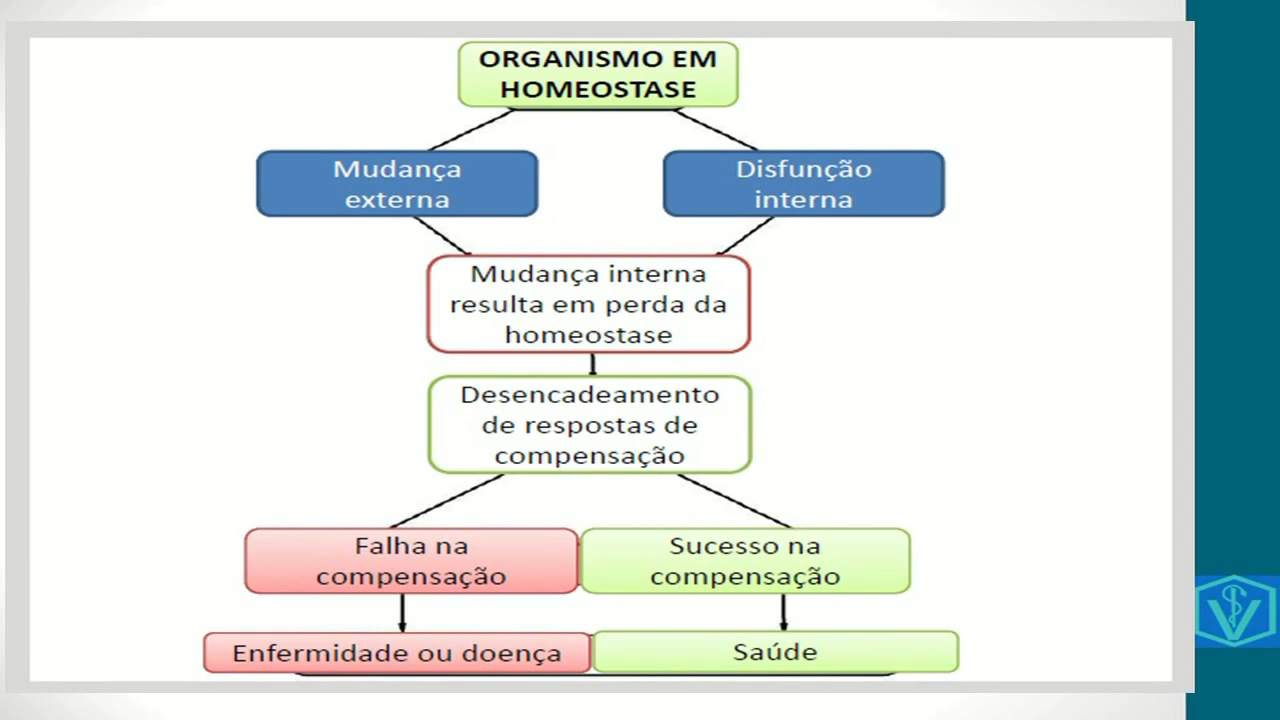 ORGANISMO EM
HOMEOSTASE
Mudança
externa
Disfunção
interna
Mudança interna
resulta em perda da
homeostase
Desencadeamento
de respostas de
compensação
Falha na
compensação
Sucesso na
compensação
Enfermidade ou doença
Saúde